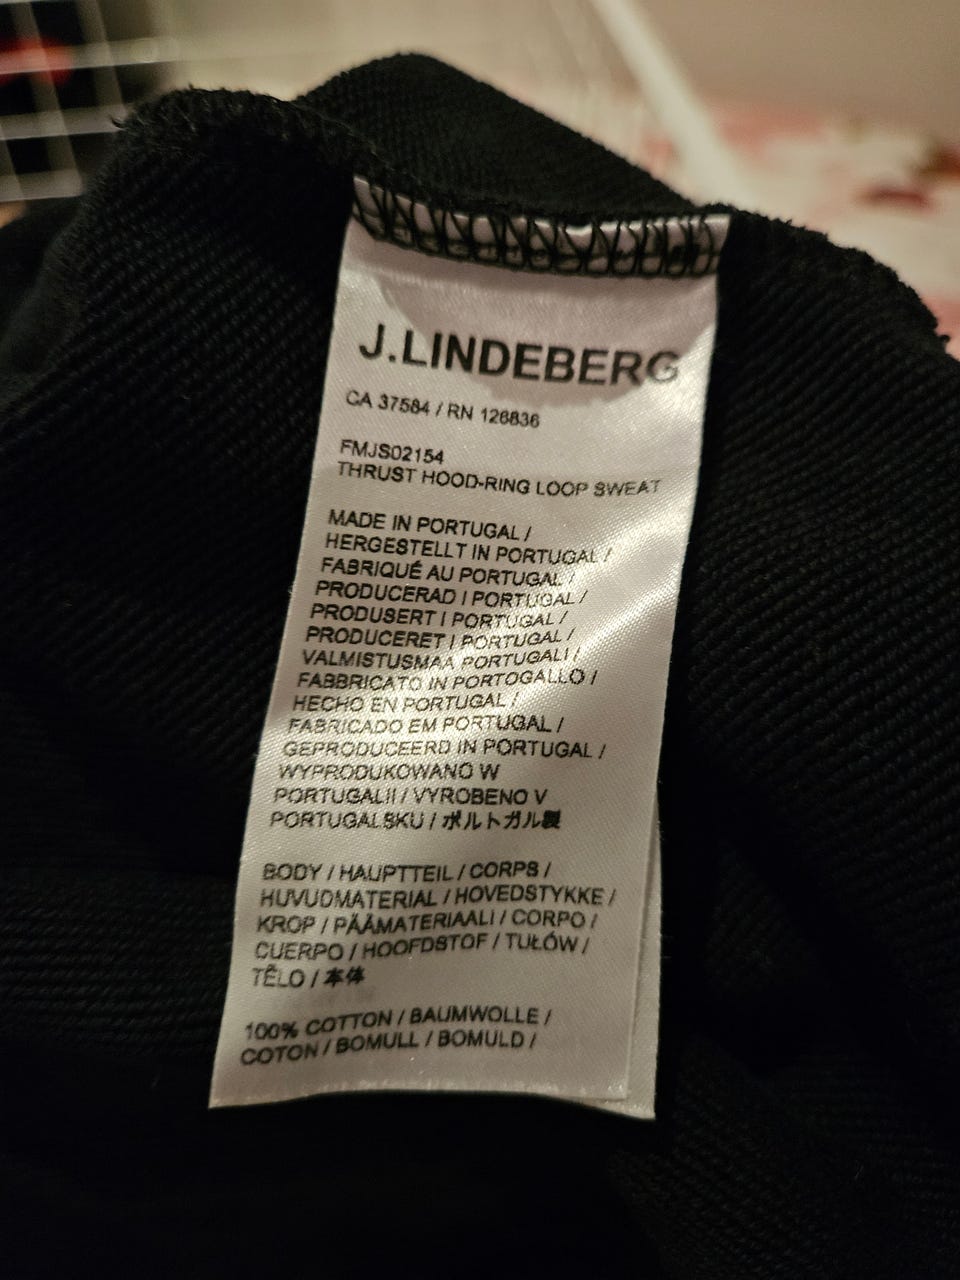 J.LINDEBERG
CA 37584 / RN 126836
FMJS02154
THRUST HOOD-RING LOOP SWEAT
MADE IN PORTUGAL /
HERGESTELLT IN PORTUGAL /
FABRIQUÉ AU PORTUGAL /
PRODUCERAD I PORTUGAL /
PRODUSERT I PORTUGAL /
PRODUCERET I PORTUGAL /
VALMISTUSMAA PORTUGALI /
FABBRICATO IN PORTOGALLO /
HECHO EN PORTUGAL /
FABRICADO EM PORTUGAL /
GEPRODUCEERD IN PORTUGAL /
WYPRODUKOWANO W
PORTUGALII / VYROBENO V
PORTUGALSKU / ポルトガル製
BODY / HAUPTTEIL / CORPS /
HUVUDMATERIAL / HOVEDSTYKKE /
KROP / PÄÄMATERIAALI / CORPO /
CUERPO / HOOFDSTOF / TUŁÓW /
TĚLO / 本体
100% COTTON / BAUMWOLLE /
COTON / BOMULL / BOMULD /